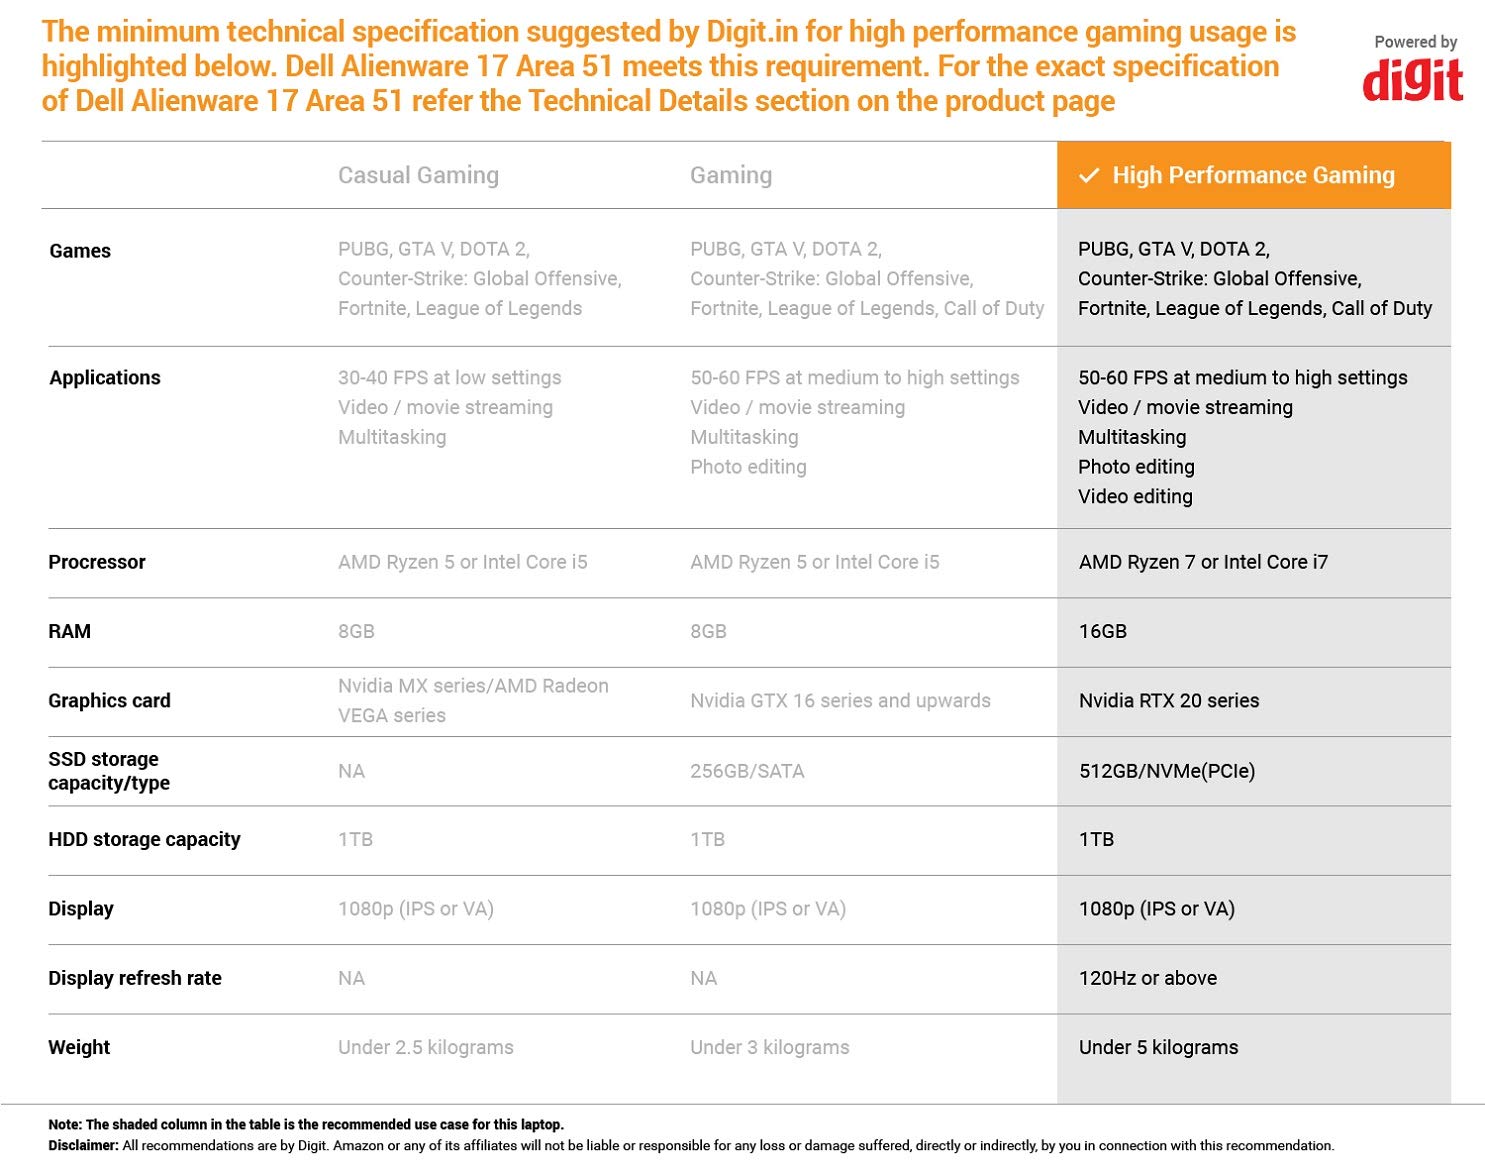 The minimum technical specification suggested by Digit.in for high performance gaming usage is
highlighted below. Dell Alienware 17 Area 51 meets this requirement. For the exact specification
of Dell Alienware 17 Area 51 refer the Technical Details section on the product page
Powered by
digit
Casual Gaming
Gaming
High Performance Gaming
Games
PUBG, GTA V, DOTA 2,
Counter-Strike: Global Offensive,
Fortnite, League of Legends
PUBG, GTA V, DOTA 2,
Counter-Strike: Global Offensive,
Fortnite, League of Legends, Call of Duty
PUBG, GTA V, DOTA 2,
Counter-Strike: Global Offensive,
Fortnite, League of Legends, Call of Duty
Applications
30-40 FPS at low settings
Video / movie streaming
Multitasking
50-60 FPS at medium to high settings
Video / movie streaming
Multitasking
Photo editing
50-60 FPS at medium to high settings
Video / movie streaming
Multitasking
Photo editing
Video editing
Procressor
AMD Ryzen 5 or Intel Core i5
AMD Ryzen 5 or Intel Core i5
AMD Ryzen 7 or Intel Core i7
RAM
8GB
8GB
16GB
Graphics card
Nvidia MX series/AMD Radeon
VEGA series
Nvidia GTX 16 series and upwards
Nvidia RTX 20 series
SSD storage
capacity/type
NA
256GB/SATA
512GB/NVMe(PCIe)
HDD storage capacity
1TB
1TB
1TB
Display
1080p (IPS or VA)
1080p (IPS or VA)
1080p (IPS or VA)
Display refresh rate
NA
NA
120Hz or above
Weight
Under 2.5 kilograms
Under 3 kilograms
Under 5 kilograms
Note: The shaded column in the table is the recommended use case for this laptop.
Disclaimer: All recommendations are by Digit. Amazon or any of its affiliates will not be liable or responsible for any loss or damage suffered, directly or indirectly, by you in connection with this recommendation.